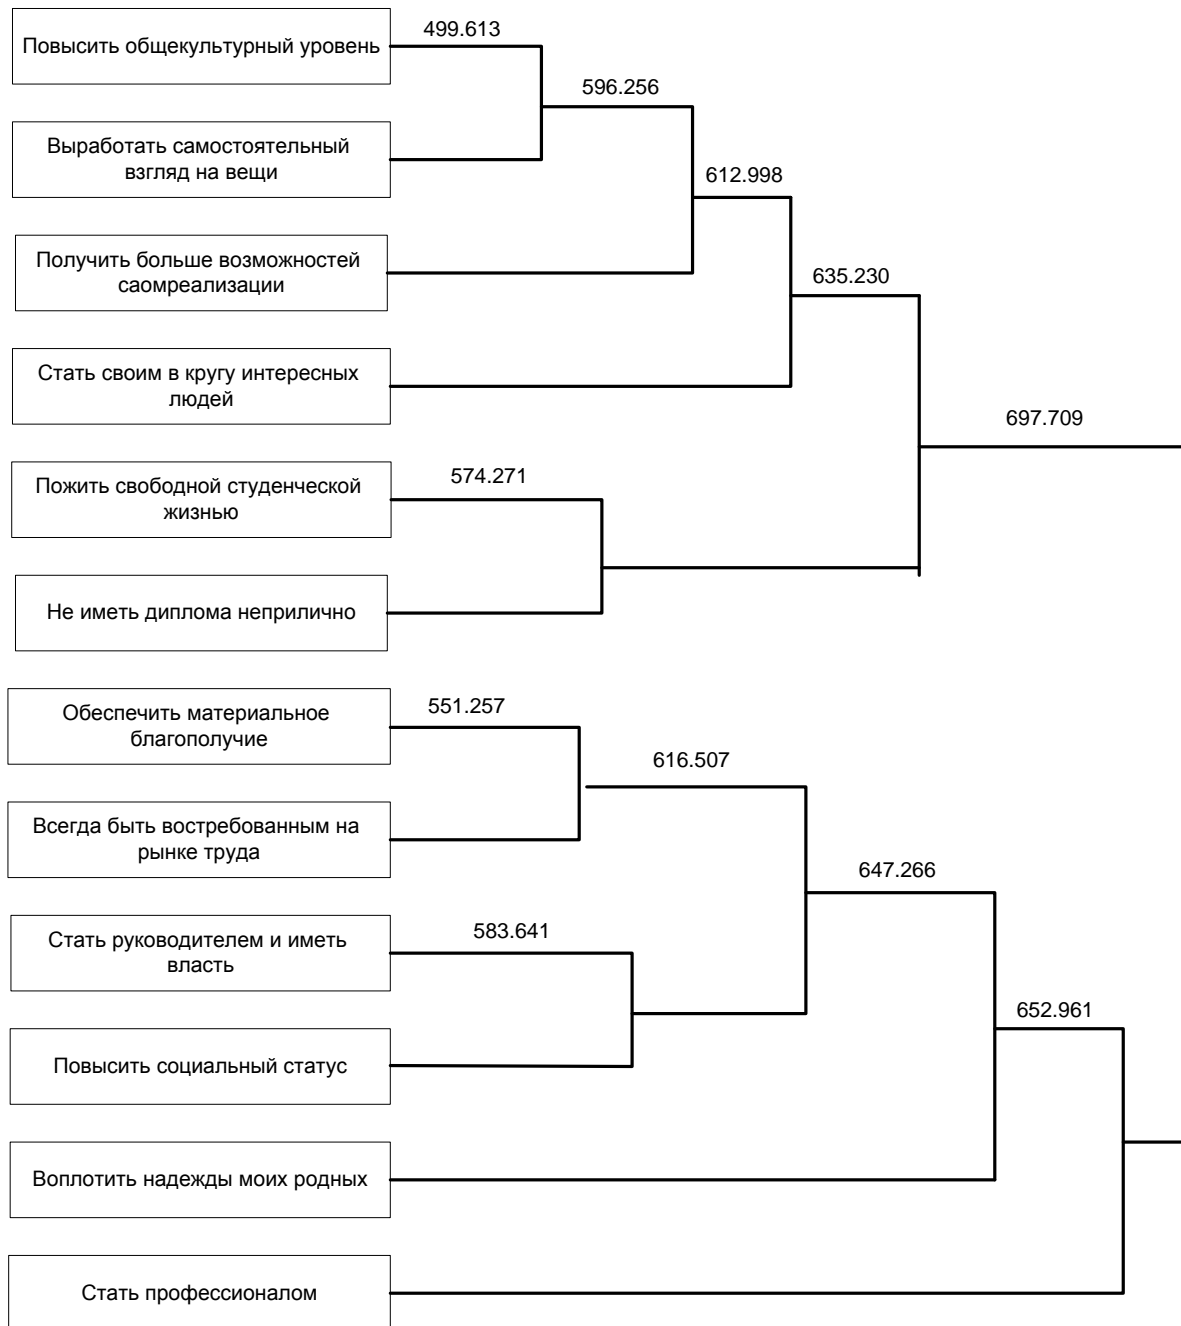 499.613
Повысить общекультурный уровень
596.256
Выработать самостоятельный
взгляд на вещи
612.998
Получить больше возможностей
саомреализации
635.230
Стать своим в кругу интересных
людей
697.709
574.271
Пожить свободной студенческой
жизнью
Не иметь диплома неприлично
551.257
Обеспечить материальное
благополучие
616.507
Всегда быть востребованным на
рынке труда
647.266
583.641
Стать руководителем и иметь
власть
652.961
Повысить социальный статус
Воплотить надежды моих родных
Стать профессионалом